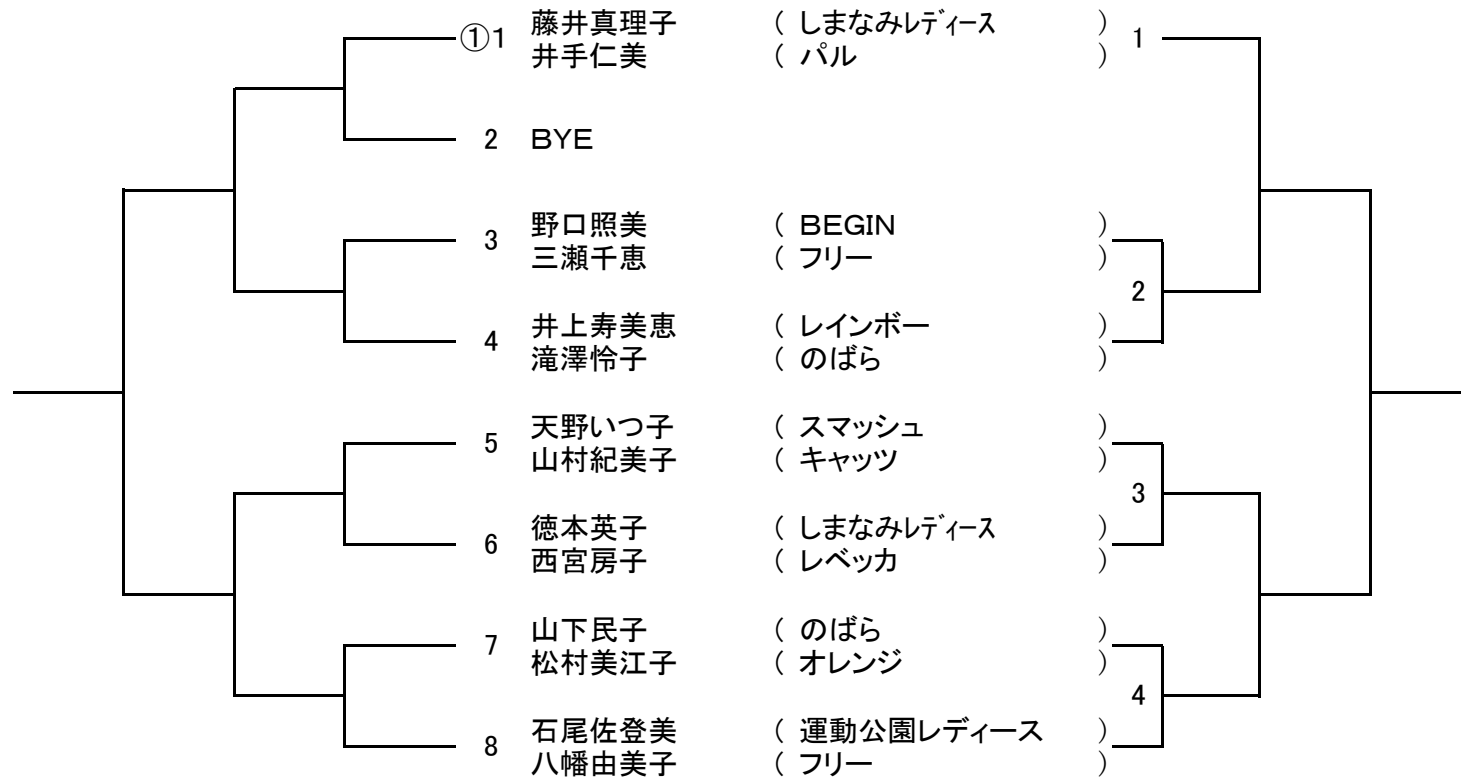 ①1 藤井真理子 ( しまなみﾚﾃﾞｨｰｽ ) 1
井手仁美 ( パル )
2 BYE
3 野口照美 ( BEGIN )
三瀬千恵 ( フリー )
2
4 井上寿美恵 ( レインボー )
滝澤怜子 ( のばら )
5 天野いつ子 ( スマッシュ )
山村紀美子 ( キャッツ )
3
6 徳本英子 ( しまなみﾚﾃﾞｨｰｽ )
西宮房子 ( レベッカ )
7 山下民子 ( のばら )
松村美江子 ( オレンジ )
4
8 石尾佐登美 ( 運動公園レディース )
八幡由美子 ( フリー )